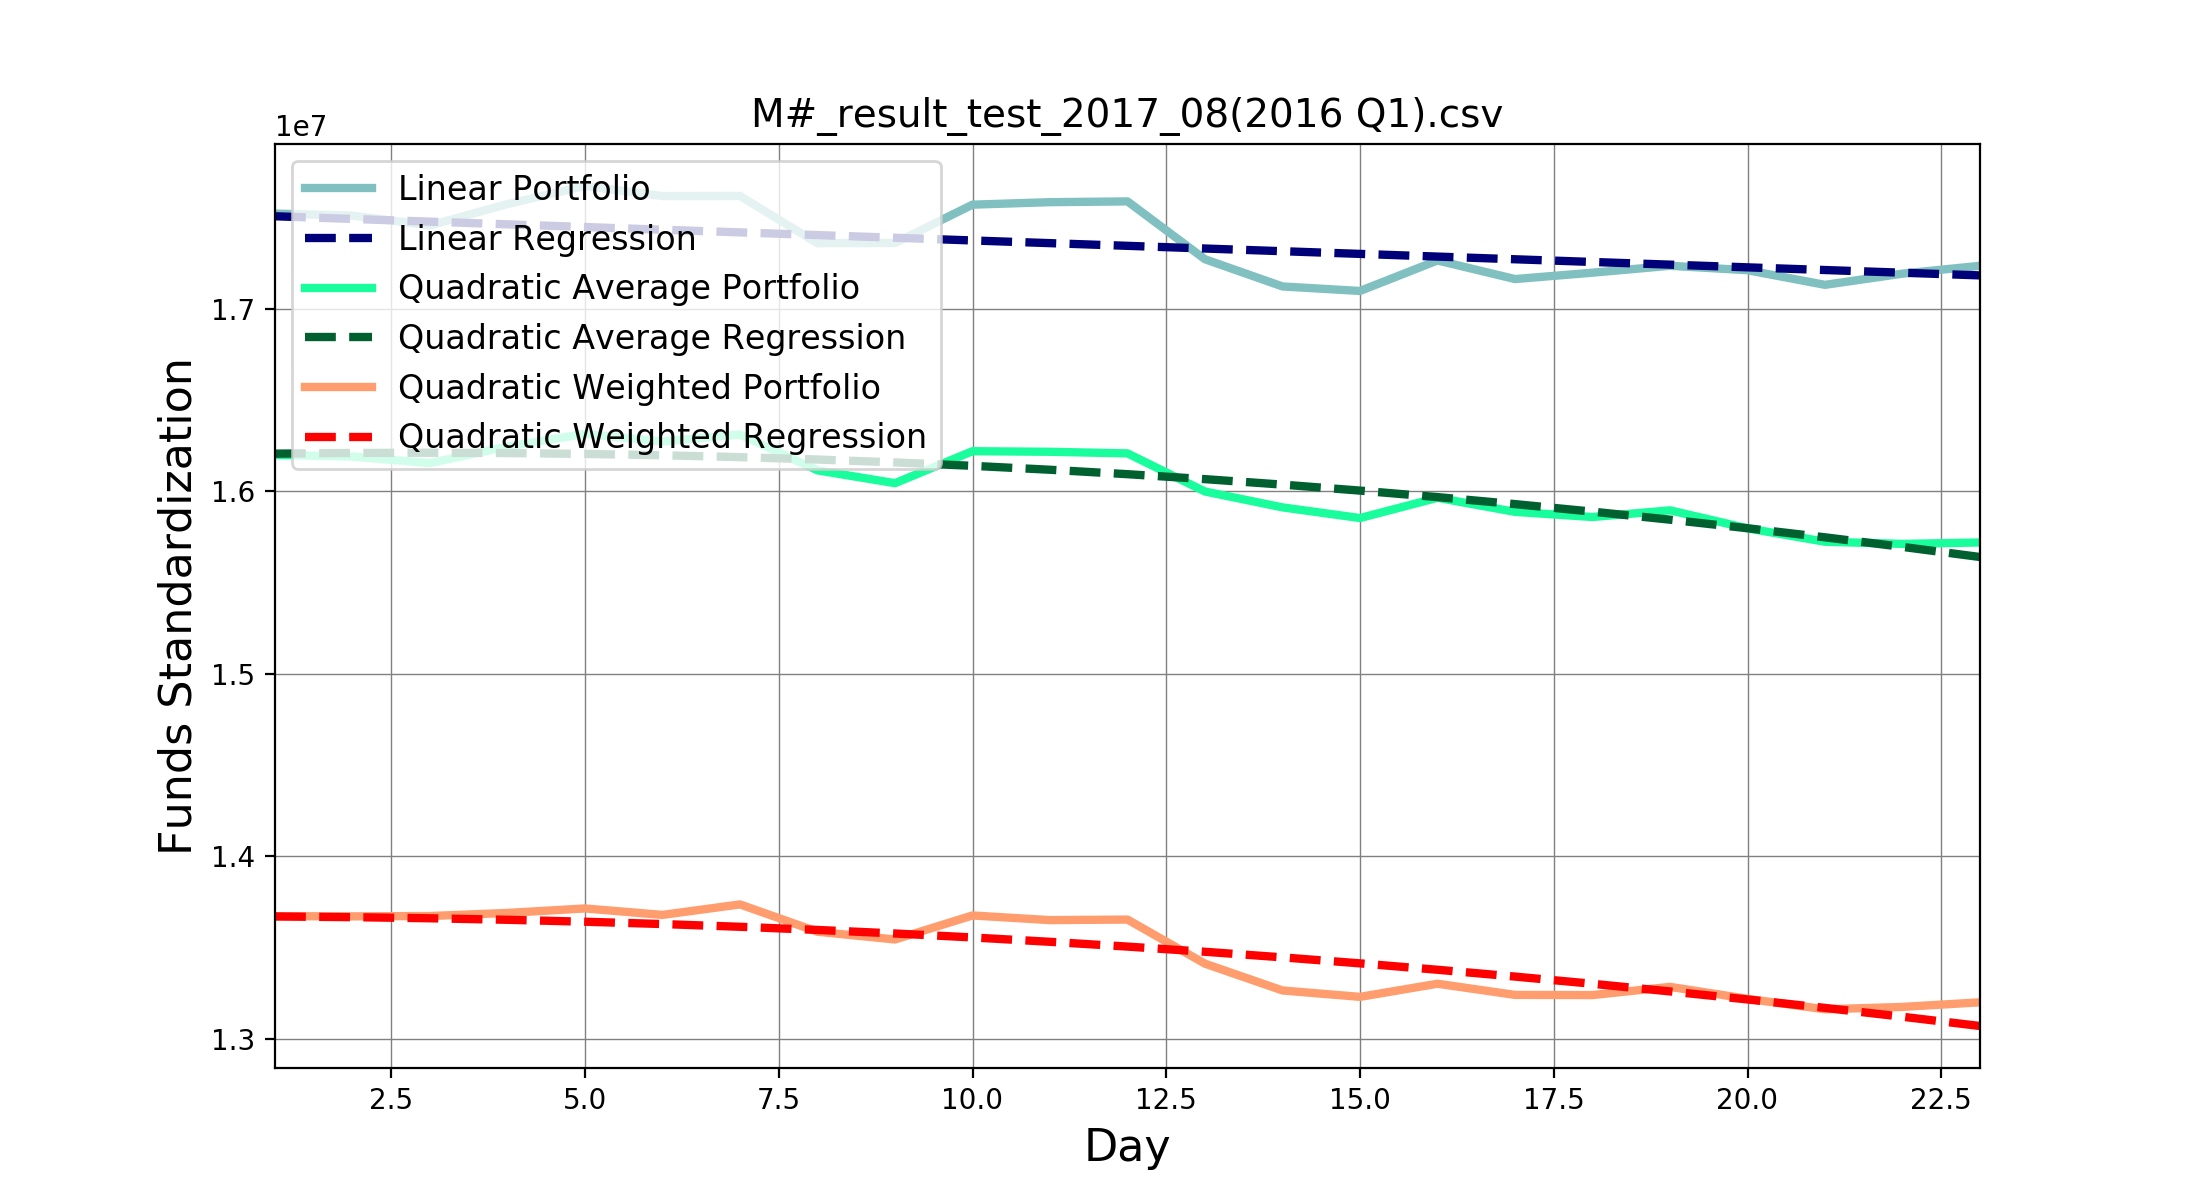 M#_result_test_2017_08(2016 Q1).csv
1e7
Linear Portfolio
Linear Regression
Quadratic Average Portfolio
Quadratic Average Regression
Quadratic Weighted Portfolio
Quadratic Weighted Regression
1.7
1.6
1.5
1.4
1.3
Funds Standardization
2.5 5.0 7.5 10.0 12.5 15.0 17.5 20.0 22.5
Day